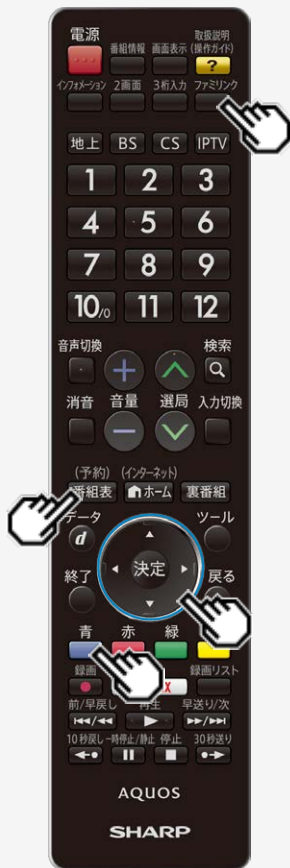 電源
番組情報 画面表示 取扱説明(操作ガイド)
?
インフォメーション 2画面 3桁入力 ファミリンク
地上 BS CS IPTV
1 2 3
4 5 6
7 8 9
10/0 11 12
音声切換 検索
+
消音 音量 選局 入力切換
−
(予約) (インターネット)
番組表 ホーム 裏番組
データ ツール
d
決定
終了 戻る
青 赤 緑
録画 録画リスト
X
前/早戻し 再生 早送り/次
10秒戻し 一時停止/静止 停止 30秒送り
AQUOS
SHARP